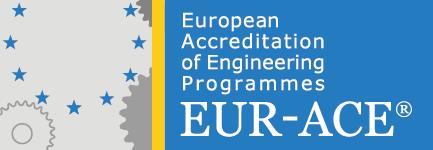 European
Accreditation
of Engineering
Programmes
EUR-ACE®